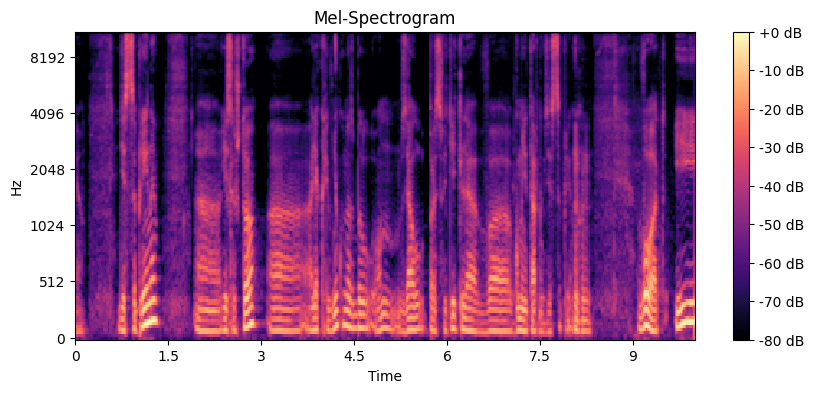 Mel-Spectrogram
Hz
8192
4096
2048
1024
512
0
0 1.5 3 4.5 6 7.5 9
Time
+0 dB
-10 dB
-20 dB
-30 dB
-40 dB
-50 dB
-60 dB
-70 dB
-80 dB